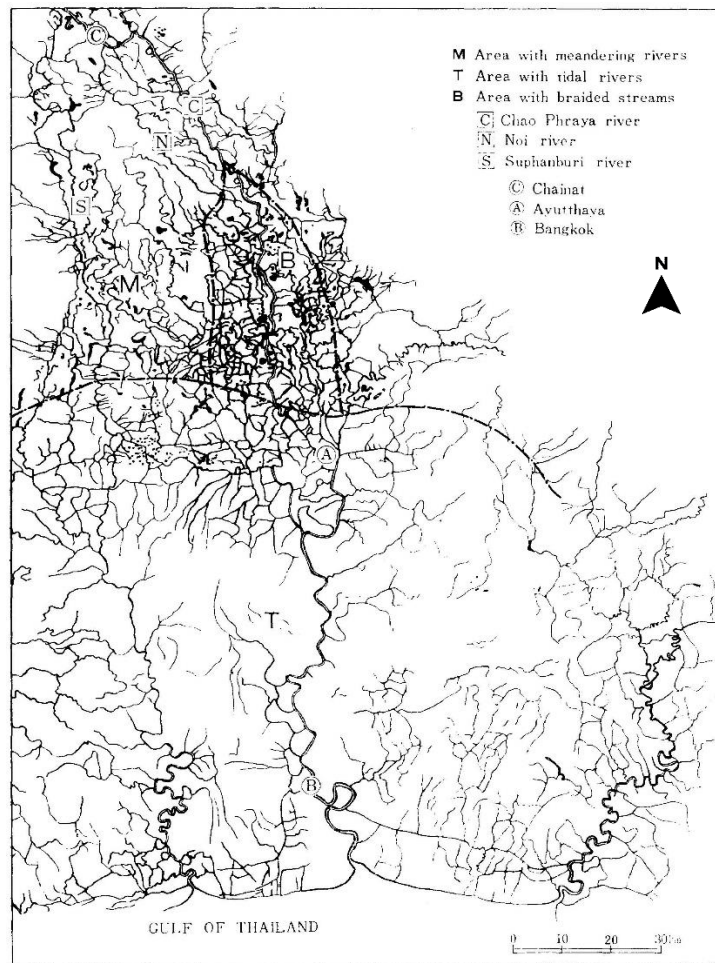 M Area with meandering rivers
T Area with tidal rivers
B Area with braided streams
C Chao Phraya river
N Noi river
S Suphanburi river
Ⓒ Chainat
Ⓐ Ayutthaya
Ⓑ Bangkok
N
Ⓒ
C
N
S
B
M
Ⓐ
T
Ⓑ
GULF OF THAILAND
0 10 20 30km